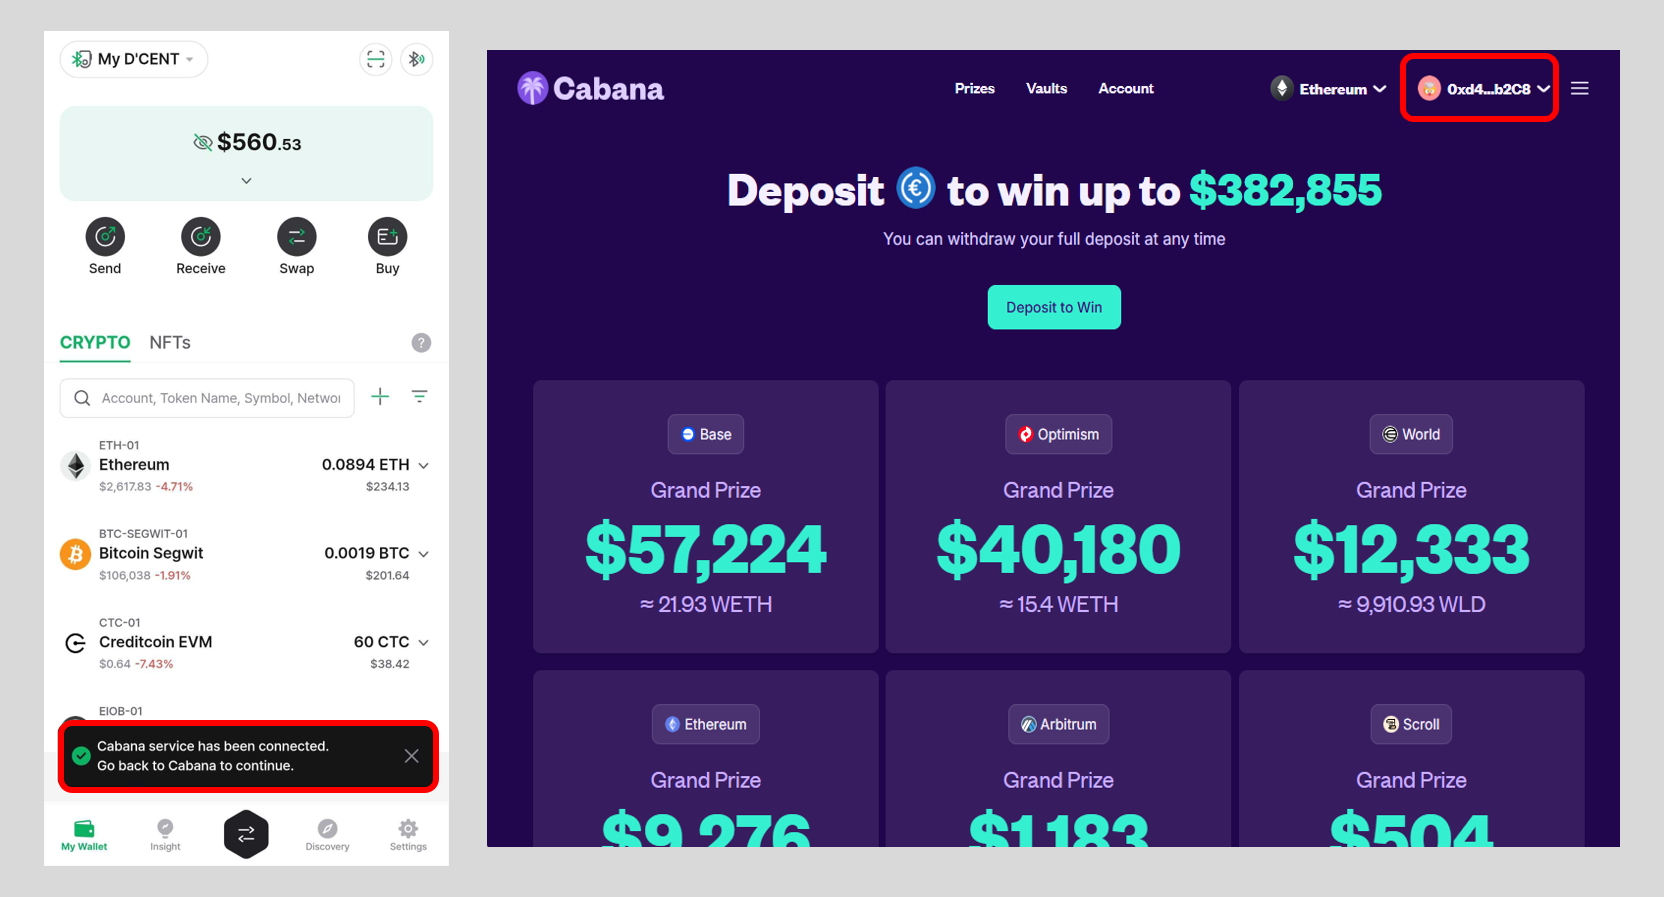 My D'CENT
$560.53
Send
Receive
Swap
Buy
CRYPTO
NFTs
?
Account, Token Name, Symbol, Networ
ETH-01
Ethereum
0.0894 ETH
$2,617.83 -4.71%
$234.13
BTC-SEGWIT-01
Bitcoin Segwit
0.0019 BTC
$106,038 -1.91%
$201.64
CTC-01
Creditcoin EVM
60 CTC
$0.64 -7.43%
$38.42
EIOB-01
Cabana service has been connected.
Go back to Cabana to continue.
My Wallet
Insight
Discovery
Settings
Cabana
Prizes
Vaults
Account
Ethereum
0xd4...b2C8
Deposit € to win up to $382,855
You can withdraw your full deposit at any time
Deposit to Win
Base
Grand Prize
$57,224
≈ 21.93 WETH
Optimism
Grand Prize
$40,180
≈ 15.4 WETH
World
Grand Prize
$12,333
≈ 9,910.93 WLD
Ethereum
Grand Prize
$9,276
Arbitrum
Grand Prize
$1,183
Scroll
Grand Prize
$504